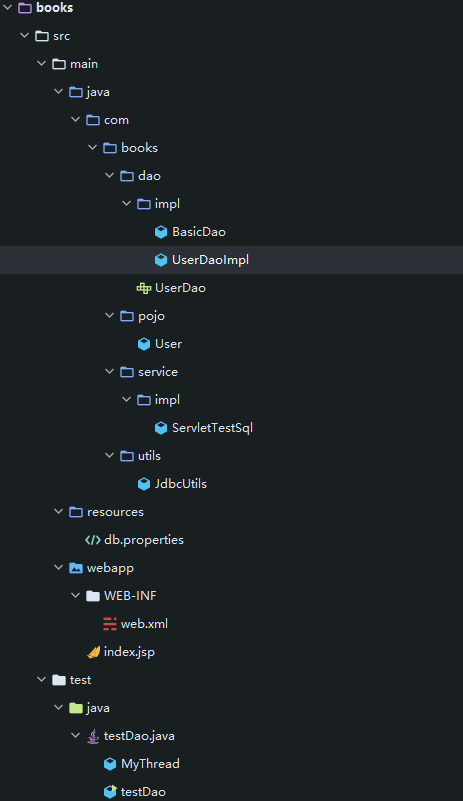 books
src
main
java
com
books
dao
impl
BasicDao
UserDaoImpl
UserDao
pojo
User
service
impl
ServletTestSql
utils
JdbcUtils
resources
db.properties
webapp
WEB-INF
web.xml
index.jsp
test
java
testDao.java
MyThread
testDao